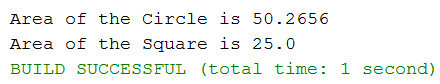 Area of the Circle is 50.2656
Area of the Square is 25.0
BUILD SUCCESSFUL (total time: 1 second)